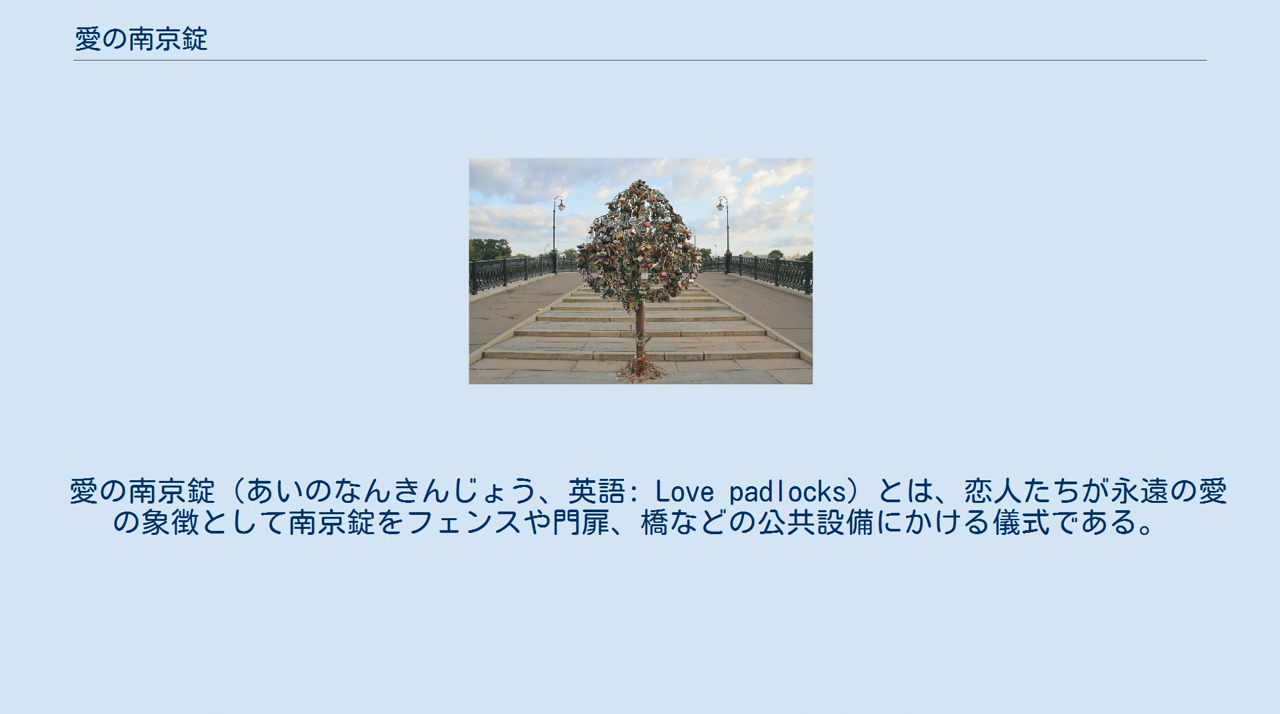 愛の南京錠
愛の南京錠（あいのなんきんじょう、英語: Love padlocks）とは、恋人たちが永遠の愛
の象徴として南京錠をフェンスや門扉、橋などの公共設備にかける儀式である。